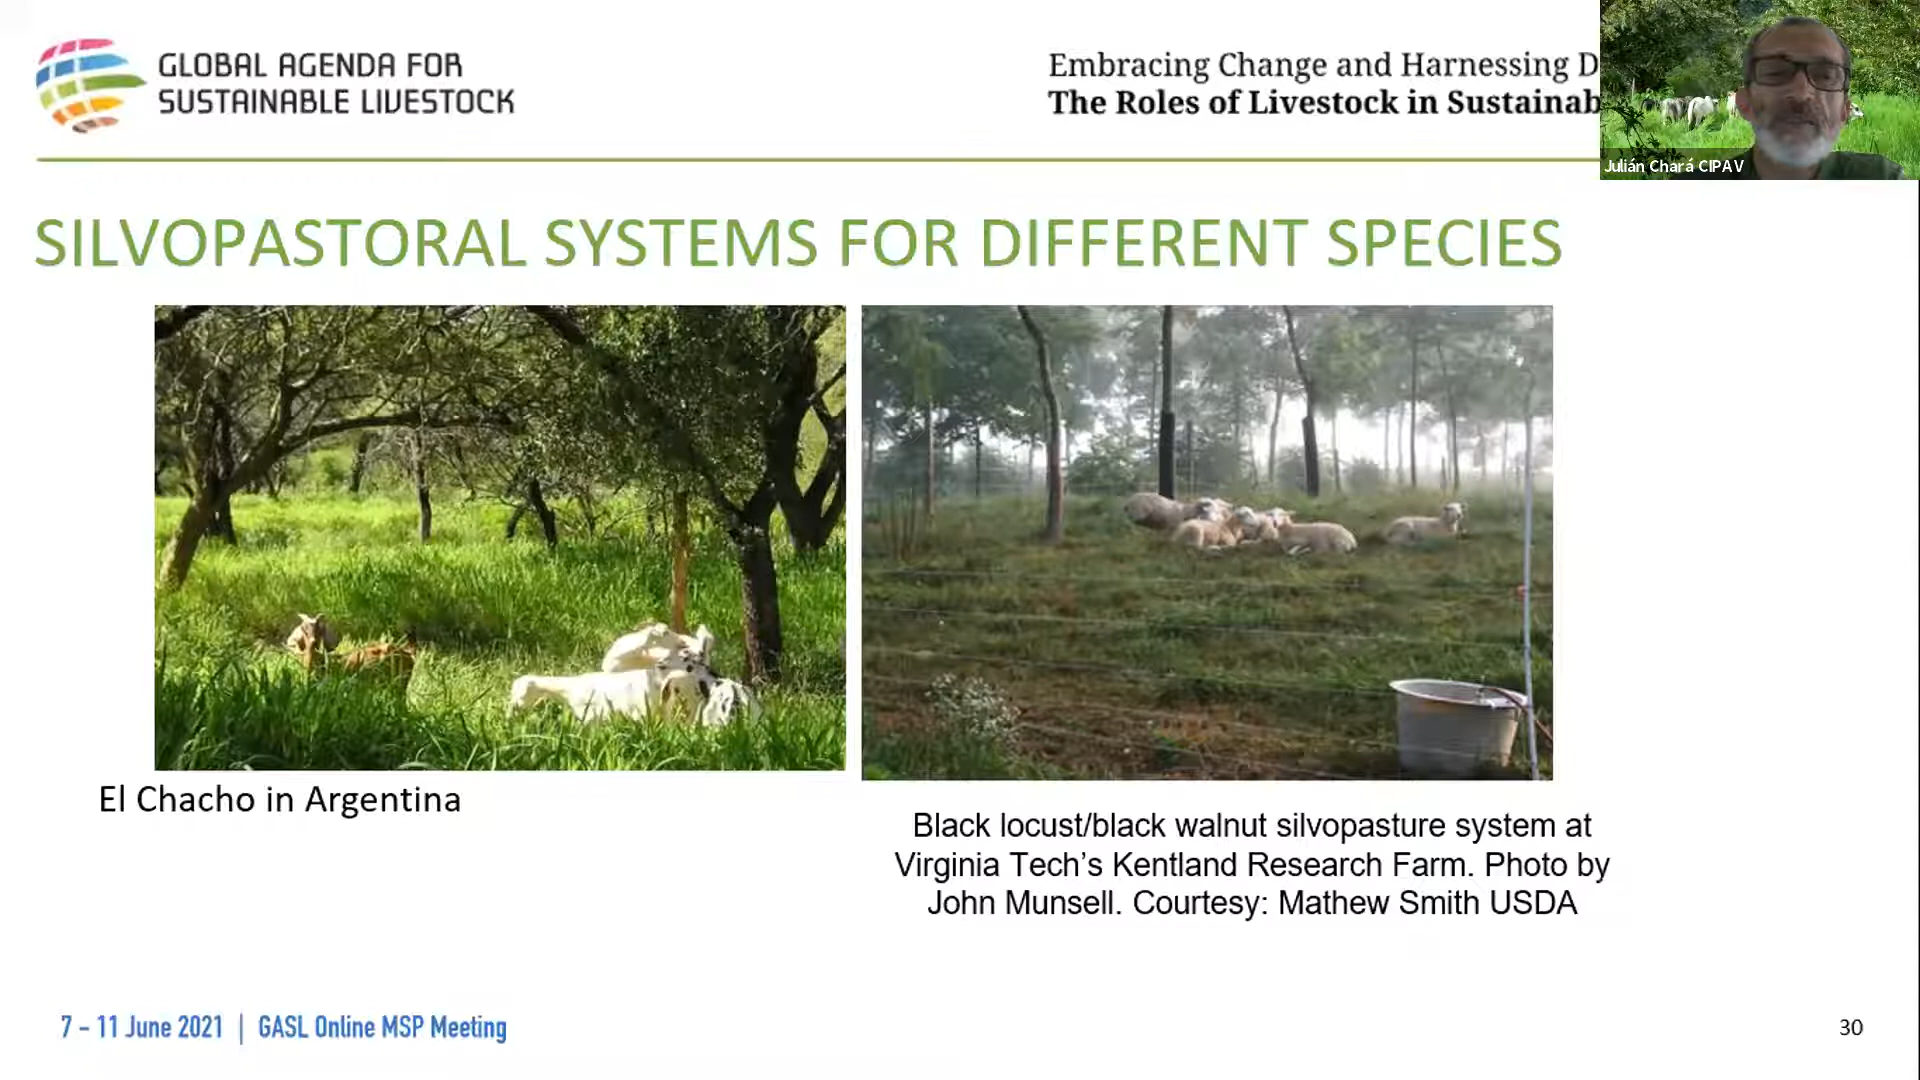 GLOBAL AGENDA FOR
SUSTAINABLE LIVESTOCK
Embracing Change and Harnessing D
The Roles of Livestock in Sustainab
Julián Chará CIPAV
SILVOPASTORAL SYSTEMS FOR DIFFERENT SPECIES
El Chacho in Argentina
Black locust/black walnut silvopasture system at
Virginia Tech’s Kentland Research Farm. Photo by
John Munsell. Courtesy: Mathew Smith USDA
7 – 11 June 2021 | GASL Online MSP Meeting
30